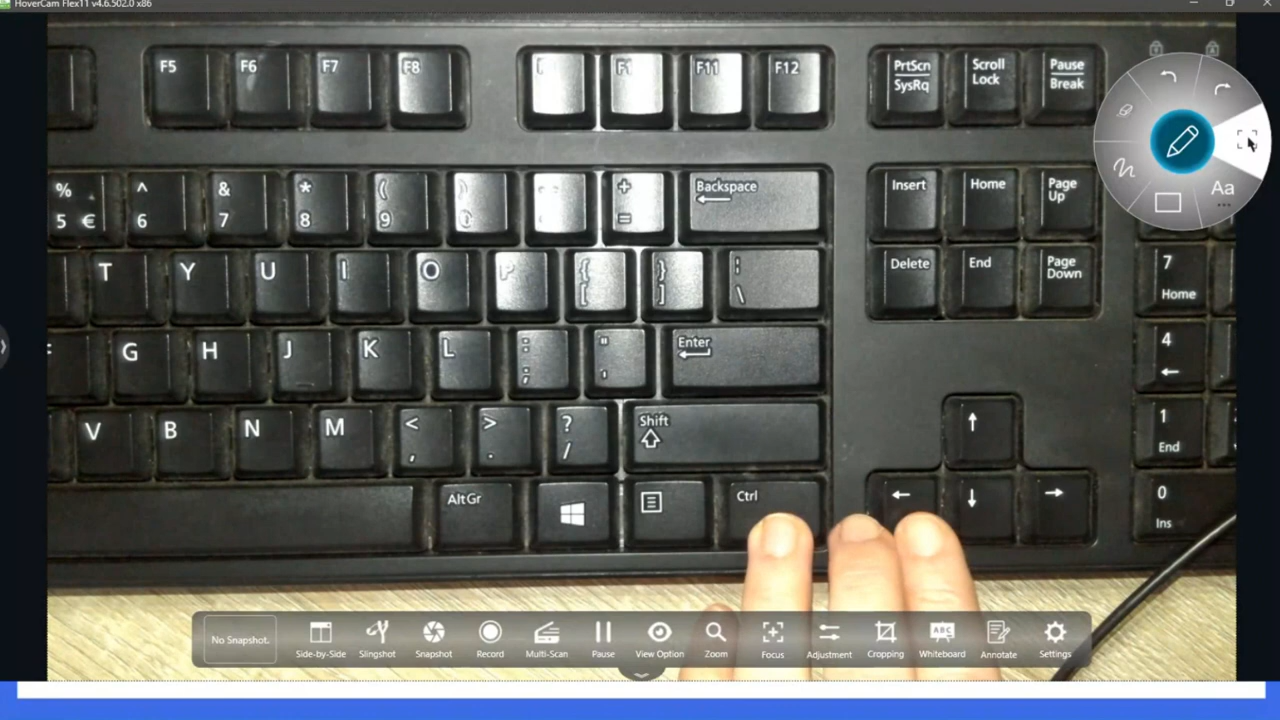 HoverCam Flex11 v4.6.502.0 x86
F5 F6 F7 F8 F1 F11 F12 PrtScn Scroll Pause
SysRq Lock Break
% ^ & * ( ) + Backspace Insert Home Page
5 € 6 7 8 9 0 = Up
Aa
T Y U I O P { } | Delete End Page 7
[ ] \ Down Home
G H J K L : " Enter 4
; '
V B N M < > ? Shift 1
, . / End
AltGr Ctrl 0
Ins
No Snapshot.
Side-by-Side Slingshot Snapshot Record Multi-Scan Pause View Option Zoom Focus Adjustment Cropping Whiteboard Annotate Settings
ABC